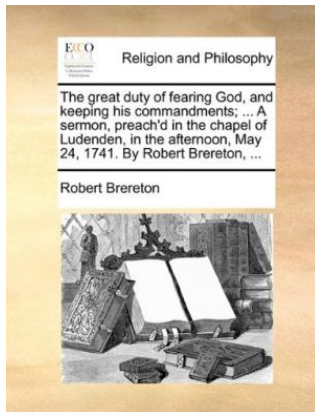 ECCO
Religion and Philosophy
The great duty of fearing God, and
keeping his commandments; ... A
sermon, preach'd in the chapel of
Ludenden, in the afternoon, May
24, 1741. By Robert Brereton, ...
Robert Brereton